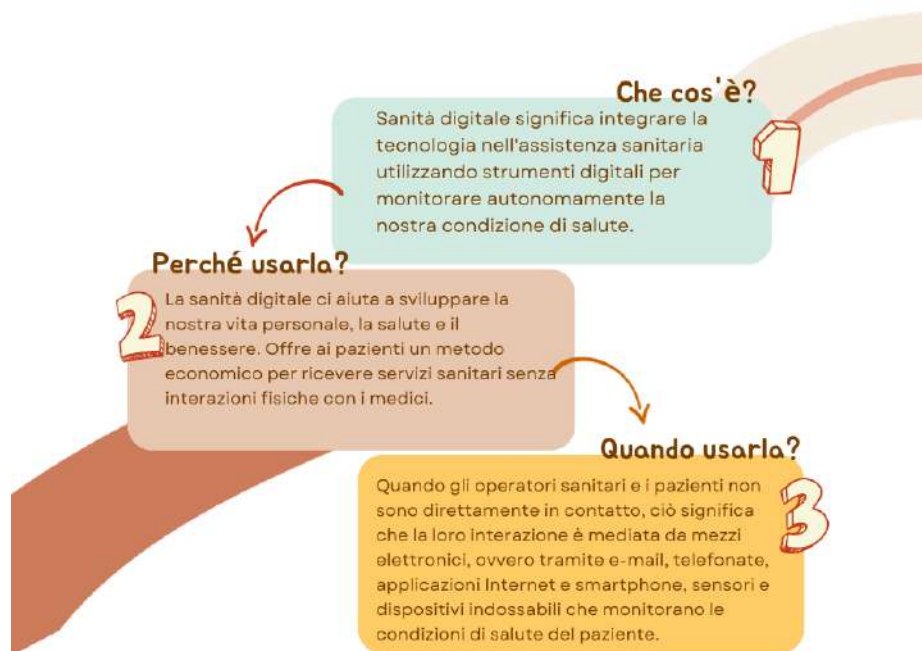 Che cos'è?
1
Sanità digitale significa integrare la
tecnologia nell'assistenza sanitaria
utilizzando strumenti digitali per
monitorare autonomamente la
nostra condizione di salute.
Perché usarla?
2
La sanità digitale ci aiuta a sviluppare la
nostra vita personale, la salute e il
benessere. Offre ai pazienti un metodo
economico per ricevere servizi sanitari senza
interazioni fisiche con i medici.
Quando usarla?
3
Quando gli operatori sanitari e i pazienti non
sono direttamente in contatto, ciò significa
che la loro interazione è mediata da mezzi
elettronici, ovvero tramite e-mail, telefonate,
applicazioni Internet e smartphone, sensori e
dispositivi indossabili che monitorano le
condizioni di salute del paziente.